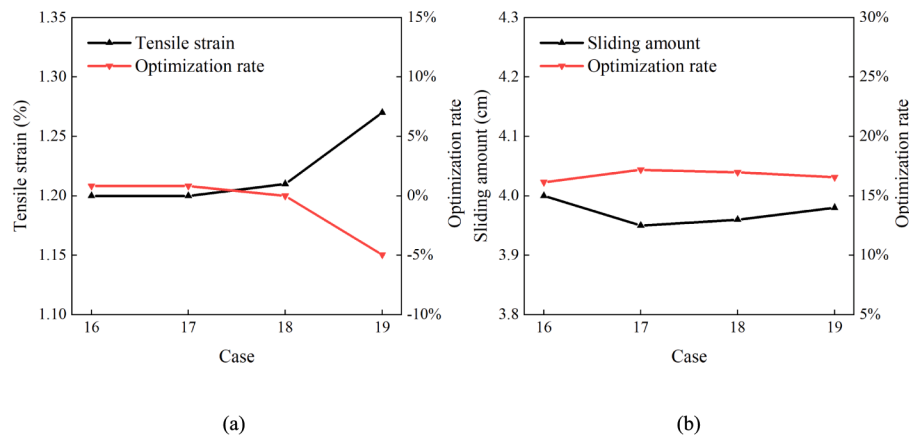 1.35
1.30
1.25
1.20
1.15
1.10
Tensile strain (%)
Tensile strain
Optimization rate
15%
10%
5%
0%
-5%
-10%
Optimization rate
16 17 18 19
Case
(a)
4.3
4.2
4.1
4.0
3.9
3.8
Sliding amount (cm)
Sliding amount
Optimization rate
30%
25%
20%
15%
10%
5%
Optimization rate
16 17 18 19
Case
(b)